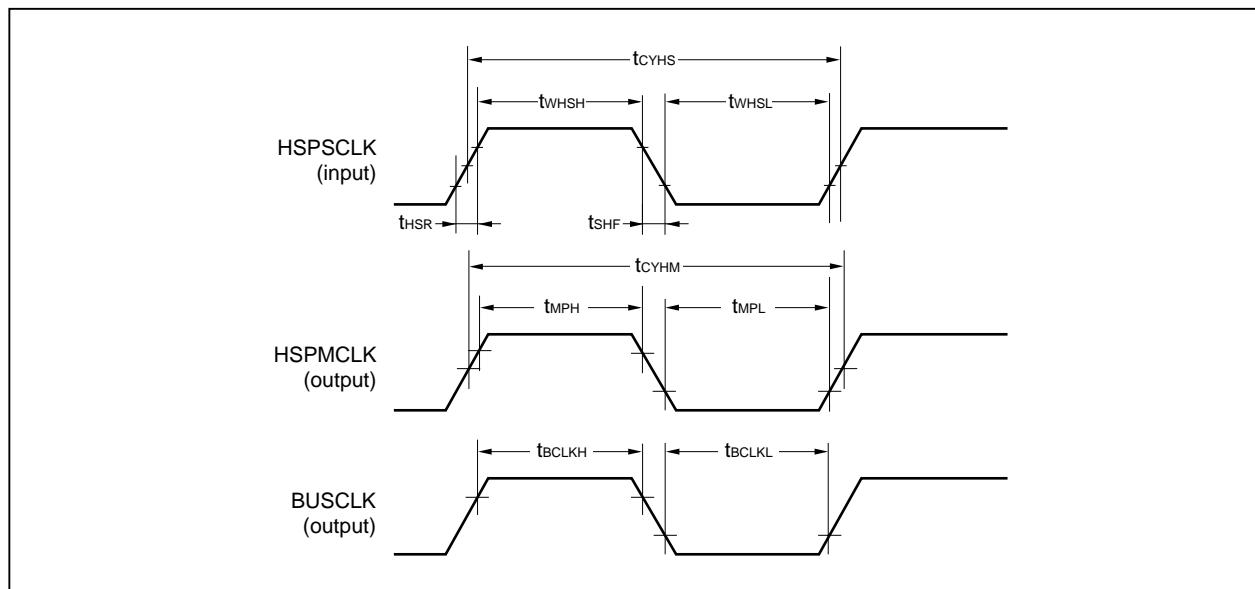 tCYHS
tWHSH tWHSL
HSPSCLK
(input)
tHSR tSHF
tCYHM
tMPH tMPL
HSPMCLK
(output)
tBCLKH tBCLKL
BUSCLK
(output)